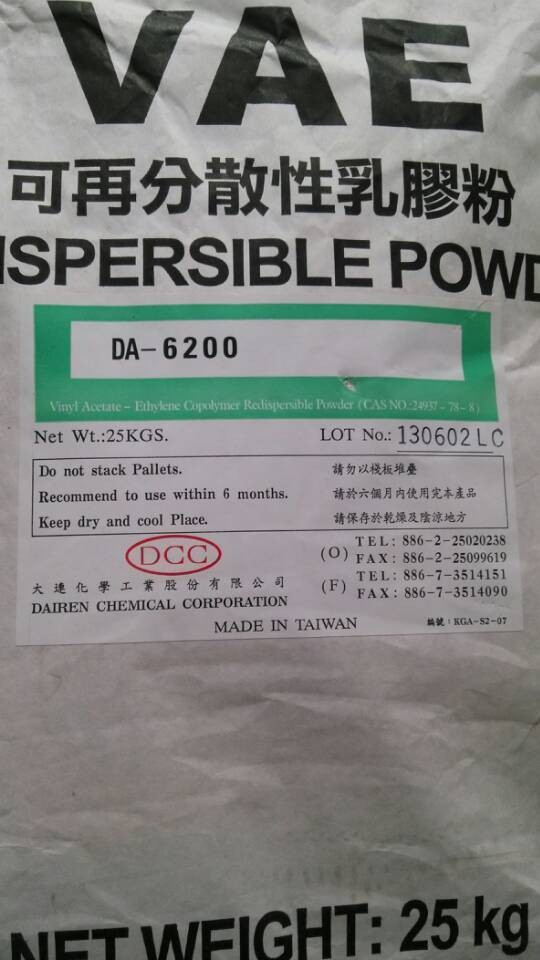 VAE
可再分散性乳膠粉
ISPERSIBLE POWD
DA-6200
Vinyl Acetate - Ethylene Copolymer Redispersible Powder (CAS NO.:24937-78-8)
Net Wt.:25KGS.
LOT No.: 130602LC
Do not stack Pallets.
請勿以棧板堆疊
Recommend to use within 6 months.
請於六個月內使用完本產品
Keep dry and cool Place.
請保存於乾燥及陰涼地方
DCC
大連化學工業股份有限公司
DAIREN CHEMICAL CORPORATION
(O) TEL: 886-2-25020238
FAX: 886-2-25099619
(F) TEL: 886-7-3514151
FAX: 886-7-3514090
MADE IN TAIWAN
編號：KGA-S2-07
NET WEIGHT: 25 kg